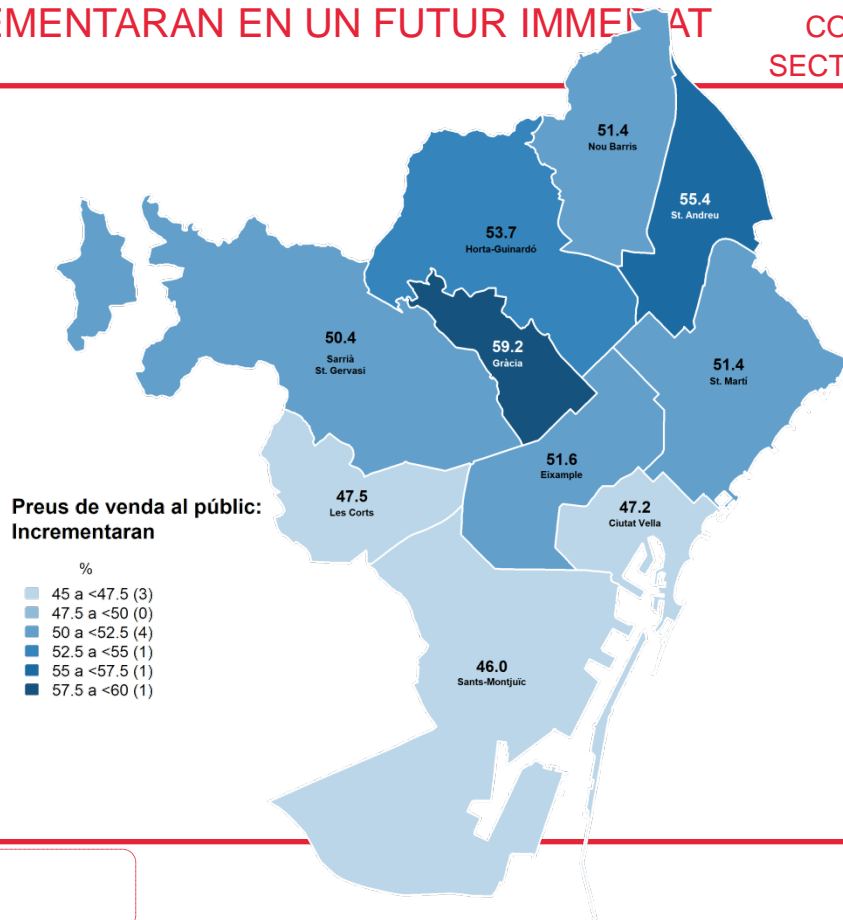 EMENTARAN EN UN FUTUR IMMEDIAT
CO
SECT
51.4
Nou Barris
55.4
St. Andreu
53.7
Horta-Guinardó
50.4
Sarrià
St. Gervasi
59.2
Gràcia
51.4
St. Martí
51.6
Eixample
47.5
Les Corts
47.2
Ciutat Vella
Preus de venda al públic:
Incrementaran
%
45 a <47.5 (3)
47.5 a <50 (0)
50 a <52.5 (4)
52.5 a <55 (1)
55 a <57.5 (1)
57.5 a <60 (1)
46.0
Sants-Montjuïc